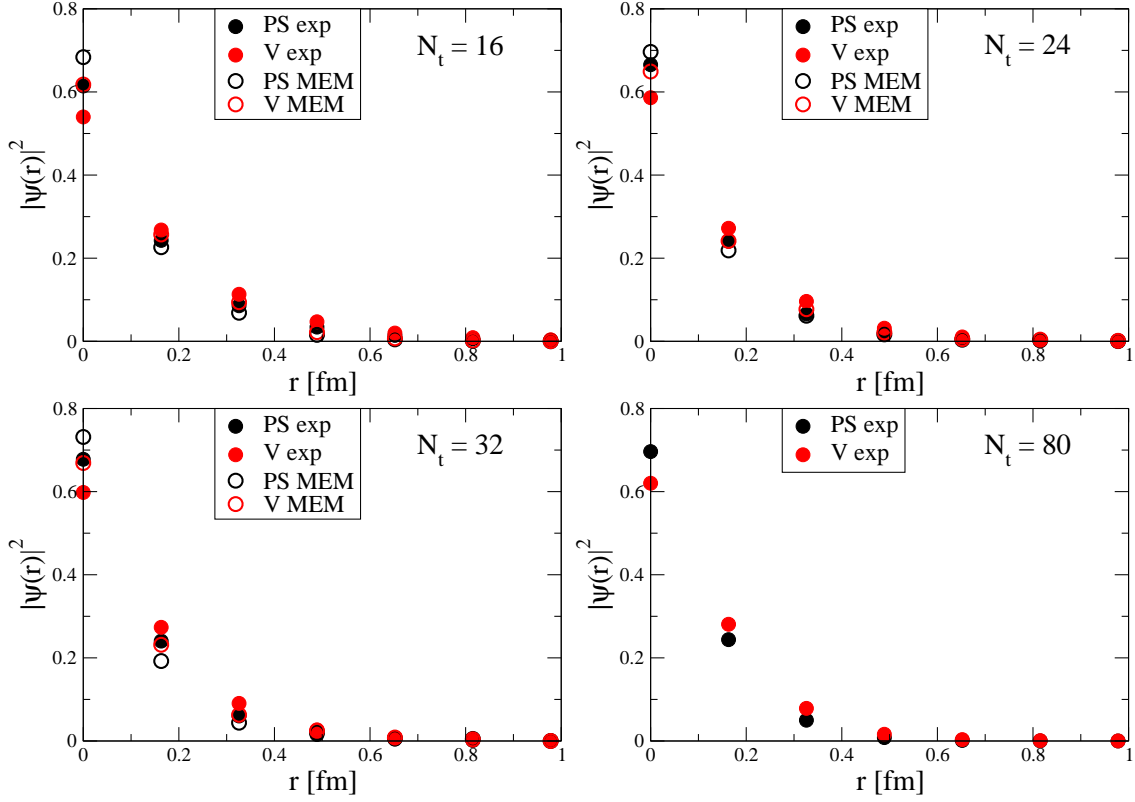 PS exp
V exp
PS MEM
V MEM
N_t = 16
0.8
0.6
0.4
0.2
0
|ψ(r)|^2
0 0.2 0.4 0.6 0.8 1
r [fm]
PS exp
V exp
PS MEM
V MEM
N_t = 24
0.8
0.6
0.4
0.2
0
|ψ(r)|^2
0 0.2 0.4 0.6 0.8 1
r [fm]
PS exp
V exp
PS MEM
V MEM
N_t = 32
0.8
0.6
0.4
0.2
0
|ψ(r)|^2
0 0.2 0.4 0.6 0.8 1
r [fm]
PS exp
V exp
N_t = 80
0.8
0.6
0.4
0.2
0
|ψ(r)|^2
0 0.2 0.4 0.6 0.8 1
r [fm]